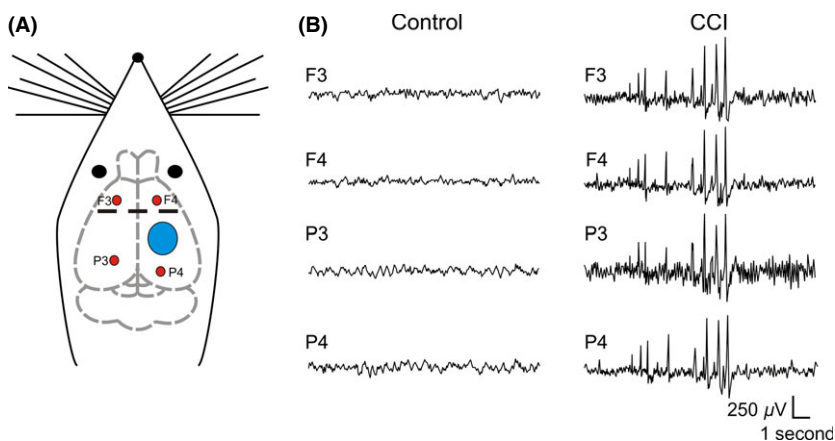 (A)
F3 F4
P3 P4
(B)
Control CCI
F3 F3
F4 F4
P3 P3
P4 P4
250 μV
1 second